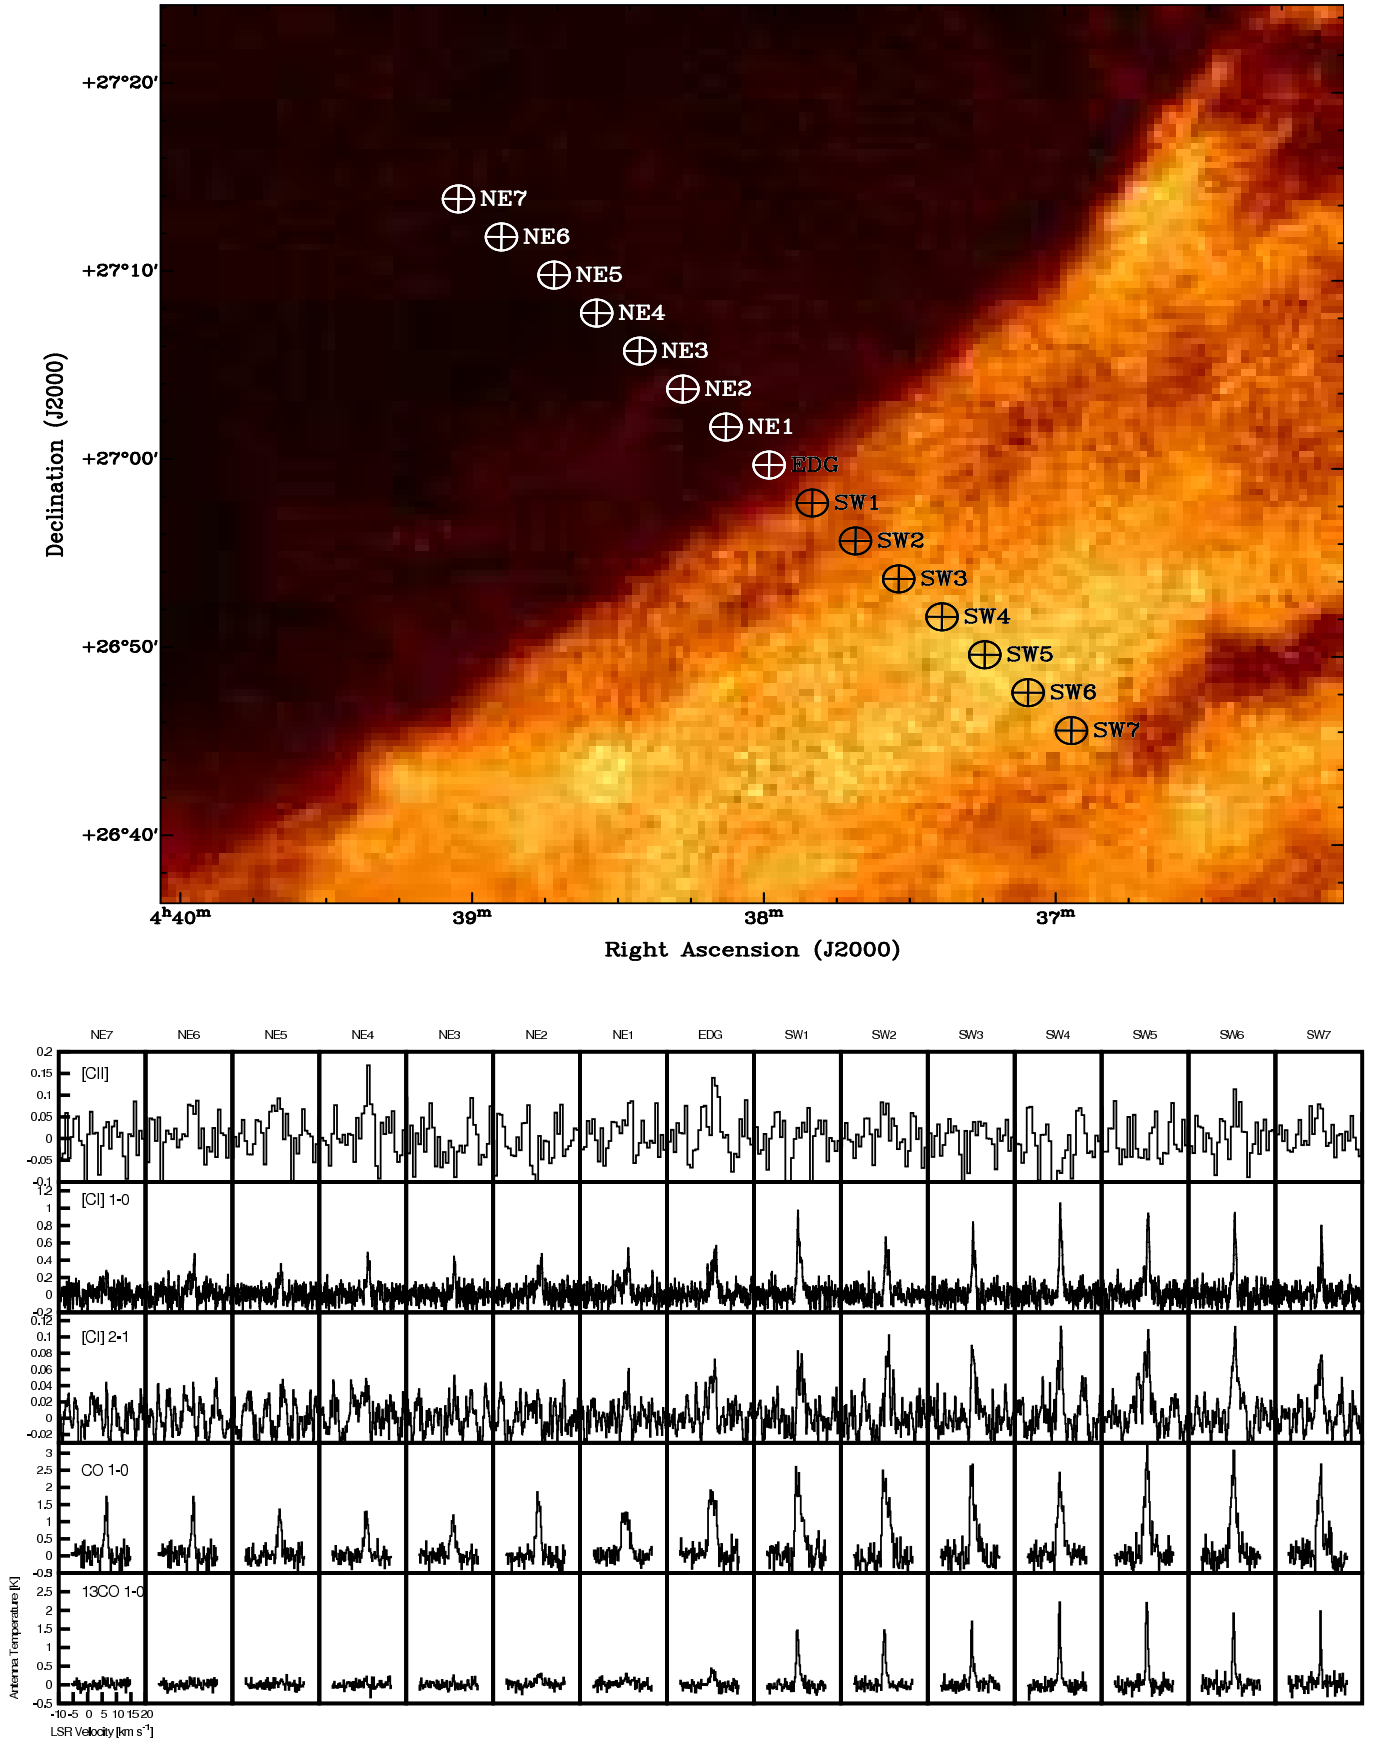 +27°20′
NE7
NE6
+27°10′
NE5
NE4
NE3
NE2
NE1
+27°00′
EDG
SW1
SW2
SW3
SW4
+26°50′
SW5
SW6
SW7
+26°40′
Declination (J2000)
4h40m 39m 38m 37m
Right Ascension (J2000)
NE7 NE6 NE5 NE4 NE3 NE2 NE1 EDG SW1 SW2 SW3 SW4 SW5 SW6 SW7
0.2
[CII]
0.15
0.1
0.05
0
-0.05
-0.1
1.2
[CI] 1-0
1
0.8
0.6
0.4
0.2
0
-0.2
0.12
[CI] 2-1
0.1
0.08
0.06
0.04
0.02
0
-0.02
3
CO 1-0
2.5
2
1.5
1
0.5
0
13CO 1-0
2.5
2
1.5
1
0.5
0
-0.5
Antenna Temperature [K]
-10 -5 0 5 10 15 20
LSR Velocity [km s-1]